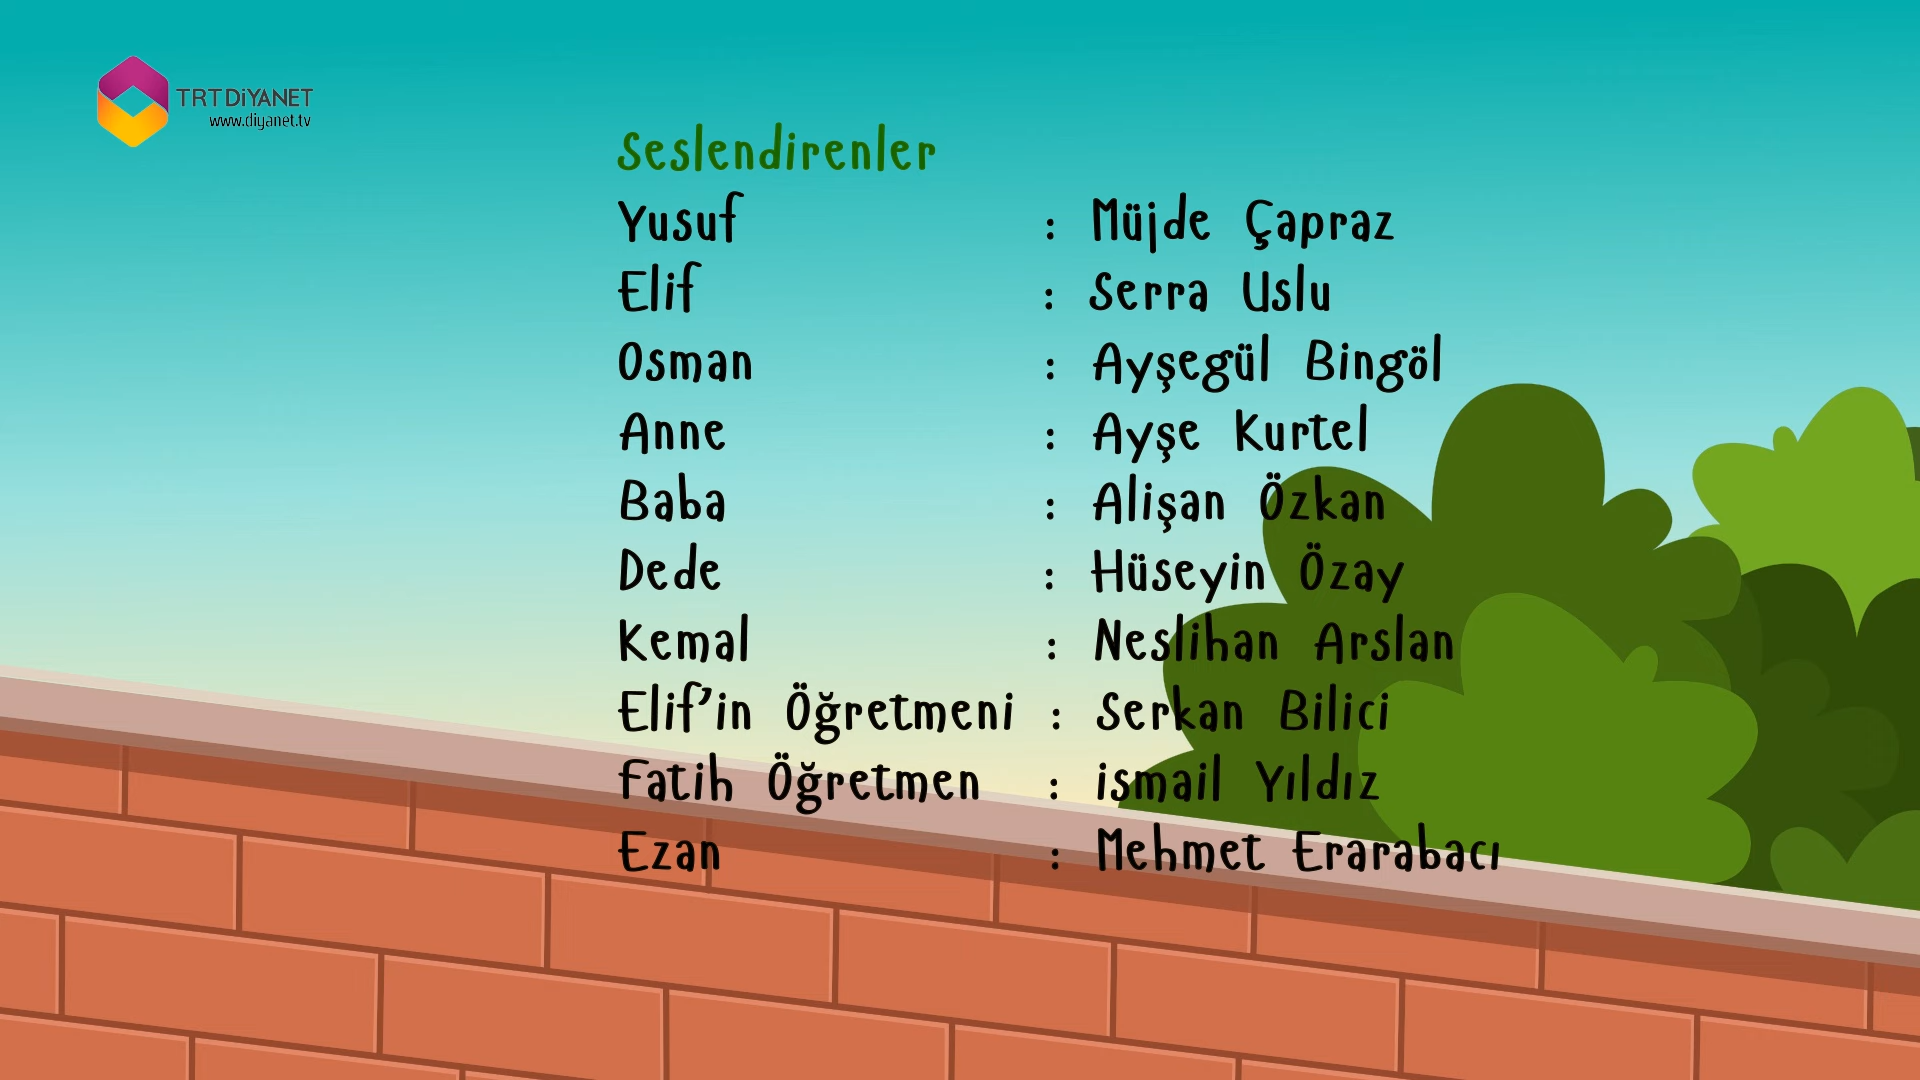 TRT DİYANET
www.diyanet.tv
Seslendirenler
Yusuf : Müjde Çapraz
Elif : Serra Uslu
Osman : Ayşegül Bingöl
Anne : Ayşe Kurtel
Baba : Alişan Özkan
Dede : Hüseyin Özay
Kemal : Neslihan Arslan
Elif'in Öğretmeni : Serkan Bilici
Fatih Öğretmen : ismail Yıldız
Ezan : Mehmet Erarabacı